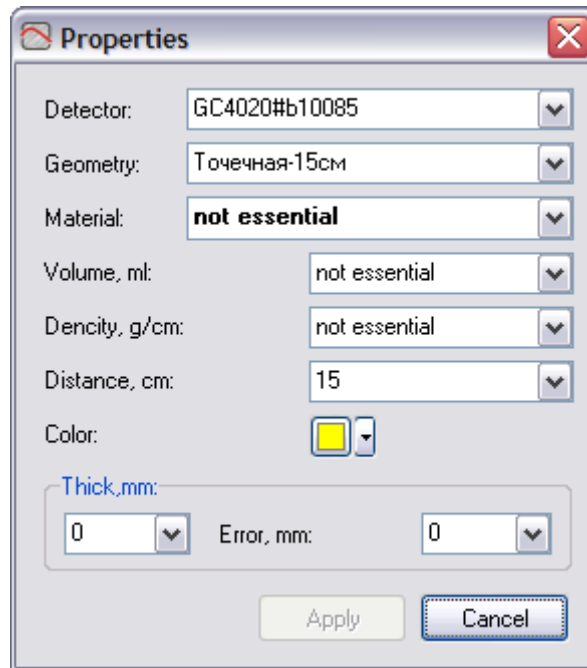 Properties
Detector: GC4020#b10085
Geometry: Точечная-15см
Material: not essential
Volume, ml: not essential
Dencity, g/cm: not essential
Distance, cm: 15
Color:
Thick,mm:
0 Error, mm: 0
Apply Cancel